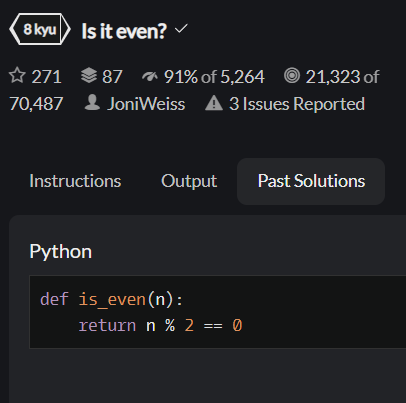 8 kyu Is it even?
271 87 91% of 5,264 21,323 of
70,487 JoniWeiss 3 Issues Reported
Instructions Output Past Solutions
Python
def is_even(n):
    return n % 2 == 0